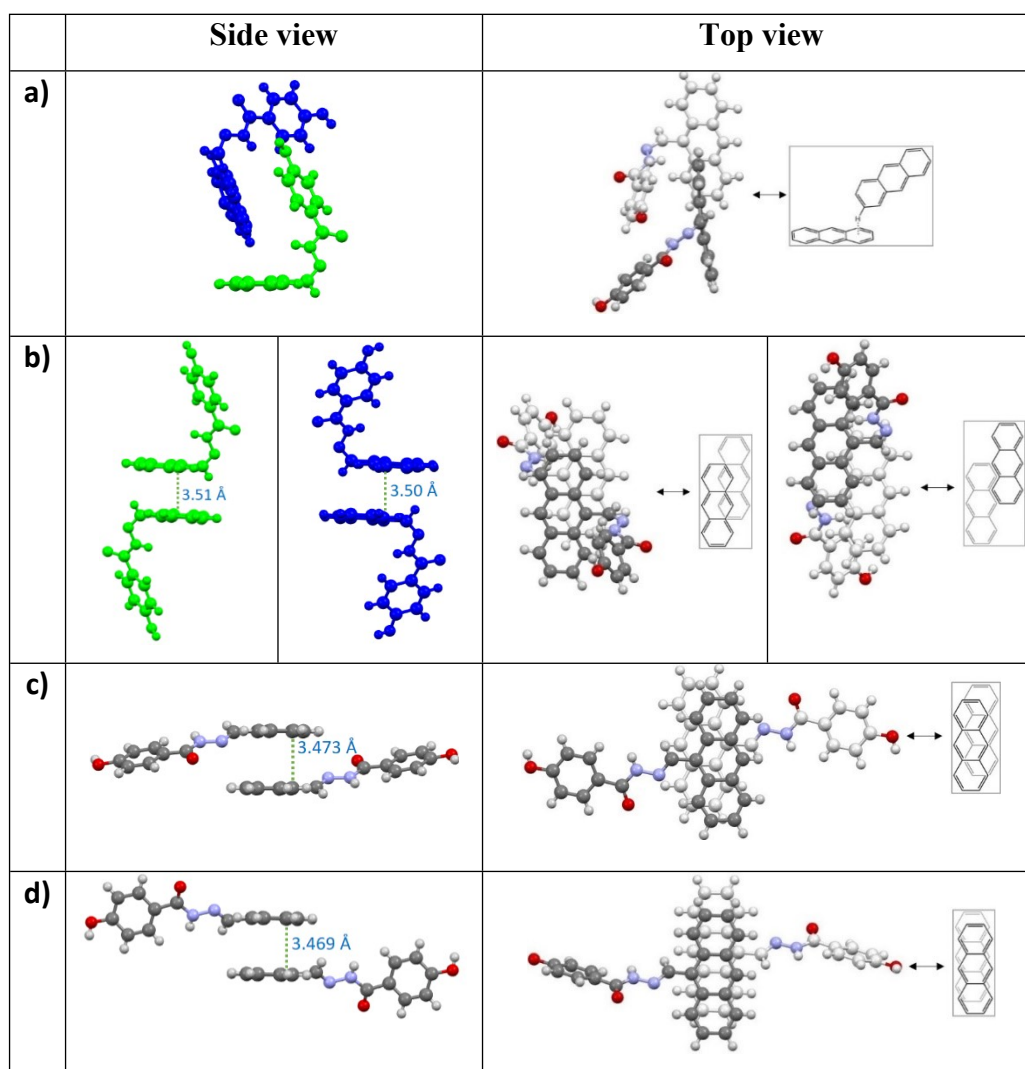 Side view
Top view
a)
b)
3.51 Å
3.50 Å
c)
3.473 Å
d)
3.469 Å